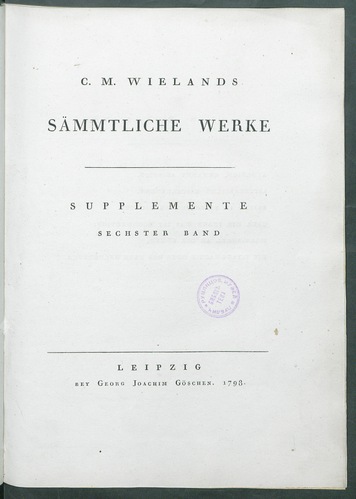 C. M. WIELANDS
SÄMMTLICHE WERKE
SUPPLEMENTE
SECHSTER BAND
LEIPZIG
BEY GEORG JOACHIM GÖSCHEN. 1798.